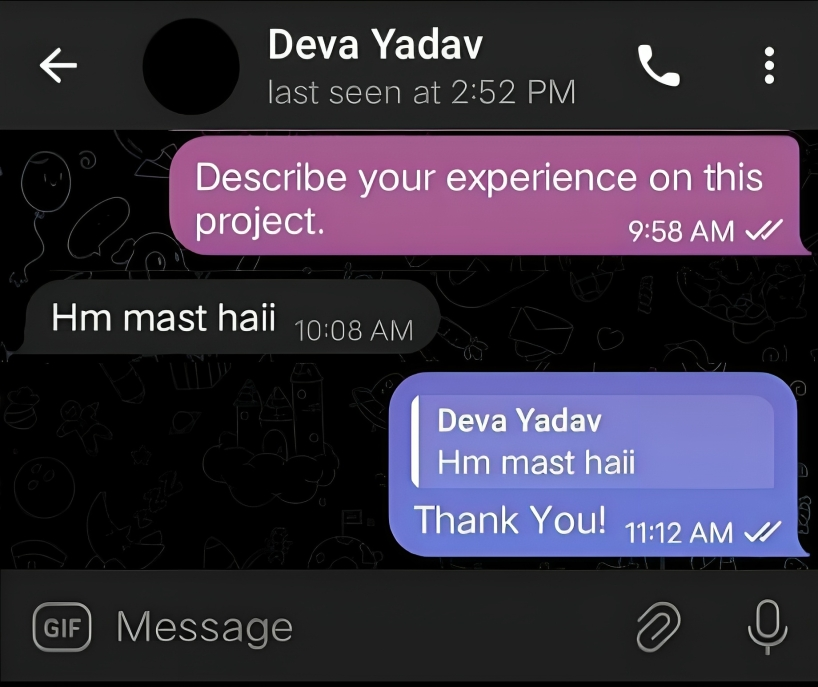 Deva Yadav
last seen at 2:52 PM
Describe your experience on this
project.
9:58 AM
Hm mast haii 10:08 AM
Deva Yadav
Hm mast haii
Thank You! 11:12 AM
GIF Message